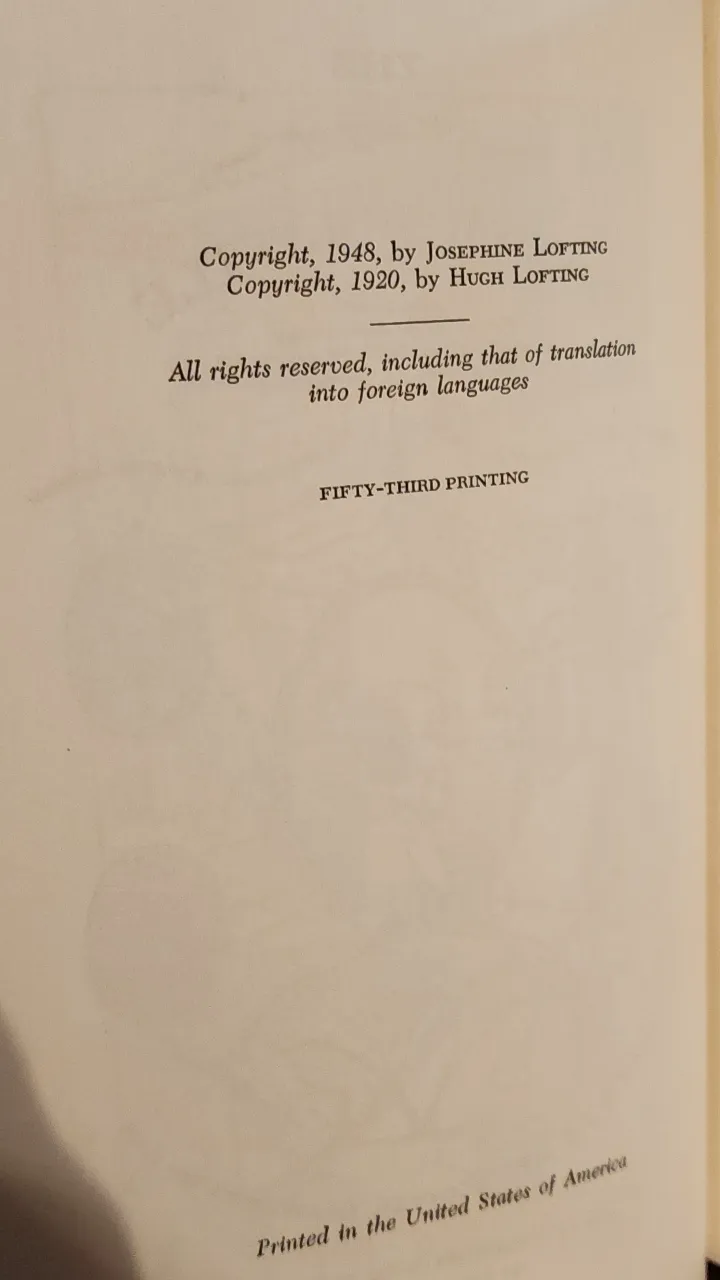 Copyright, 1948, by Josephine Lofting
Copyright, 1920, by Hugh Lofting
All rights reserved, including that of translation
into foreign languages
FIFTY-THIRD PRINTING
Printed in the United States of America